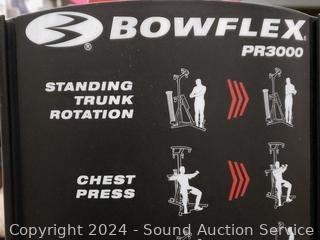 BOWFLEX®
PR3000
STANDING
TRUNK
ROTATION
CHEST
PRESS
Copyright 2024 - Sound Auction Service